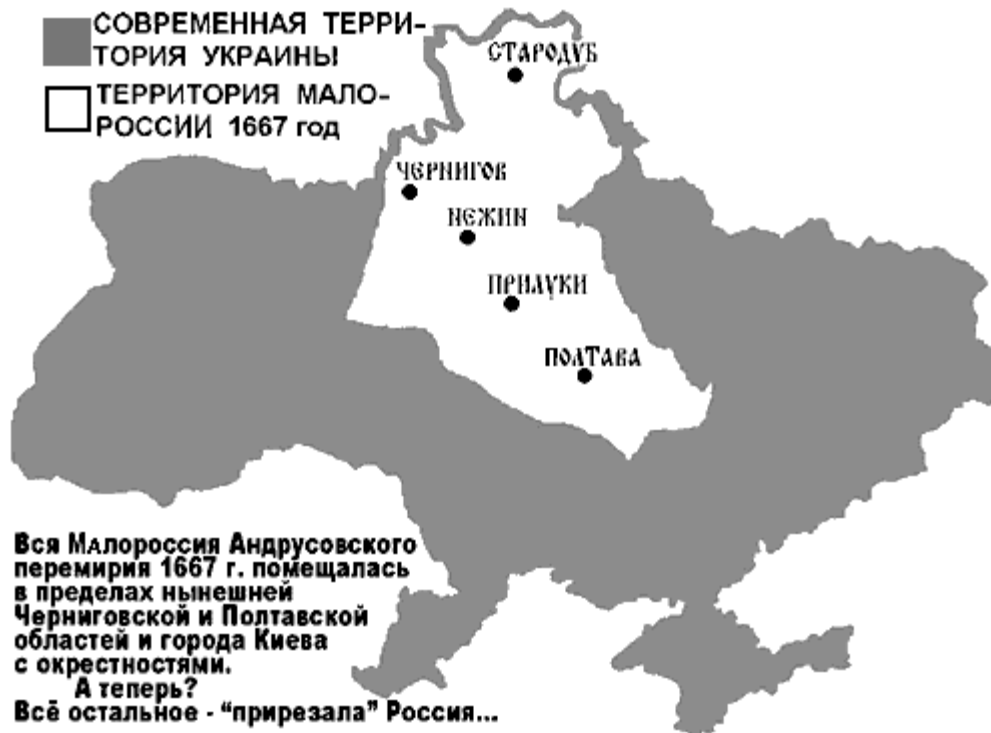 СОВРЕМЕННАЯ ТЕРРИ-
ТОРИЯ УКРАИНЫ
ТЕРРИТОРИЯ МАЛО-
РОССИИ 1667 год
СТАРОДУБ
ЧЕРНИГОВ
НЕЖИН
ПРИЛУКИ
ПОЛТАВА
Вся Малороссия Андрусовского
перемирия 1667 г. помещалась
в пределах нынешней
Черниговской и Полтавской
областей и города Киева
с окрестностями.
А теперь?
Всё остальное - “прирезала” Россия...